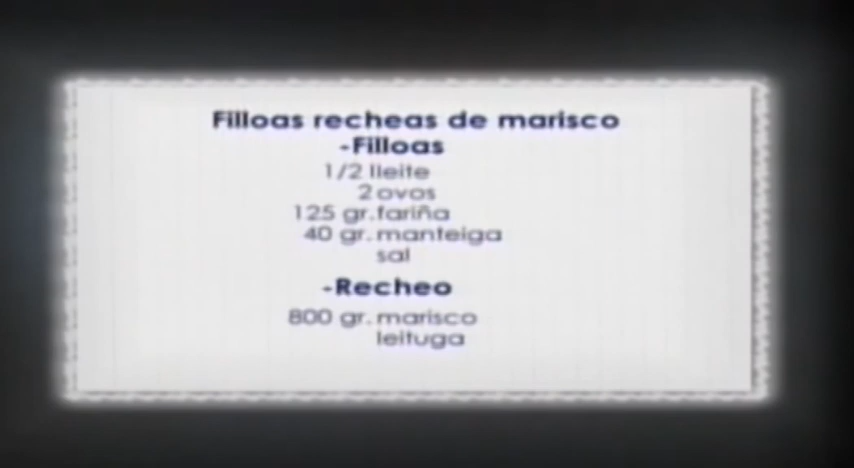 Filloas recheas de marisco
-Filloas
1/2 lleite
2 ovos
125 gr. fariña
40 gr. manteiga
sal
-Recheo
800 gr. marisco
leituga